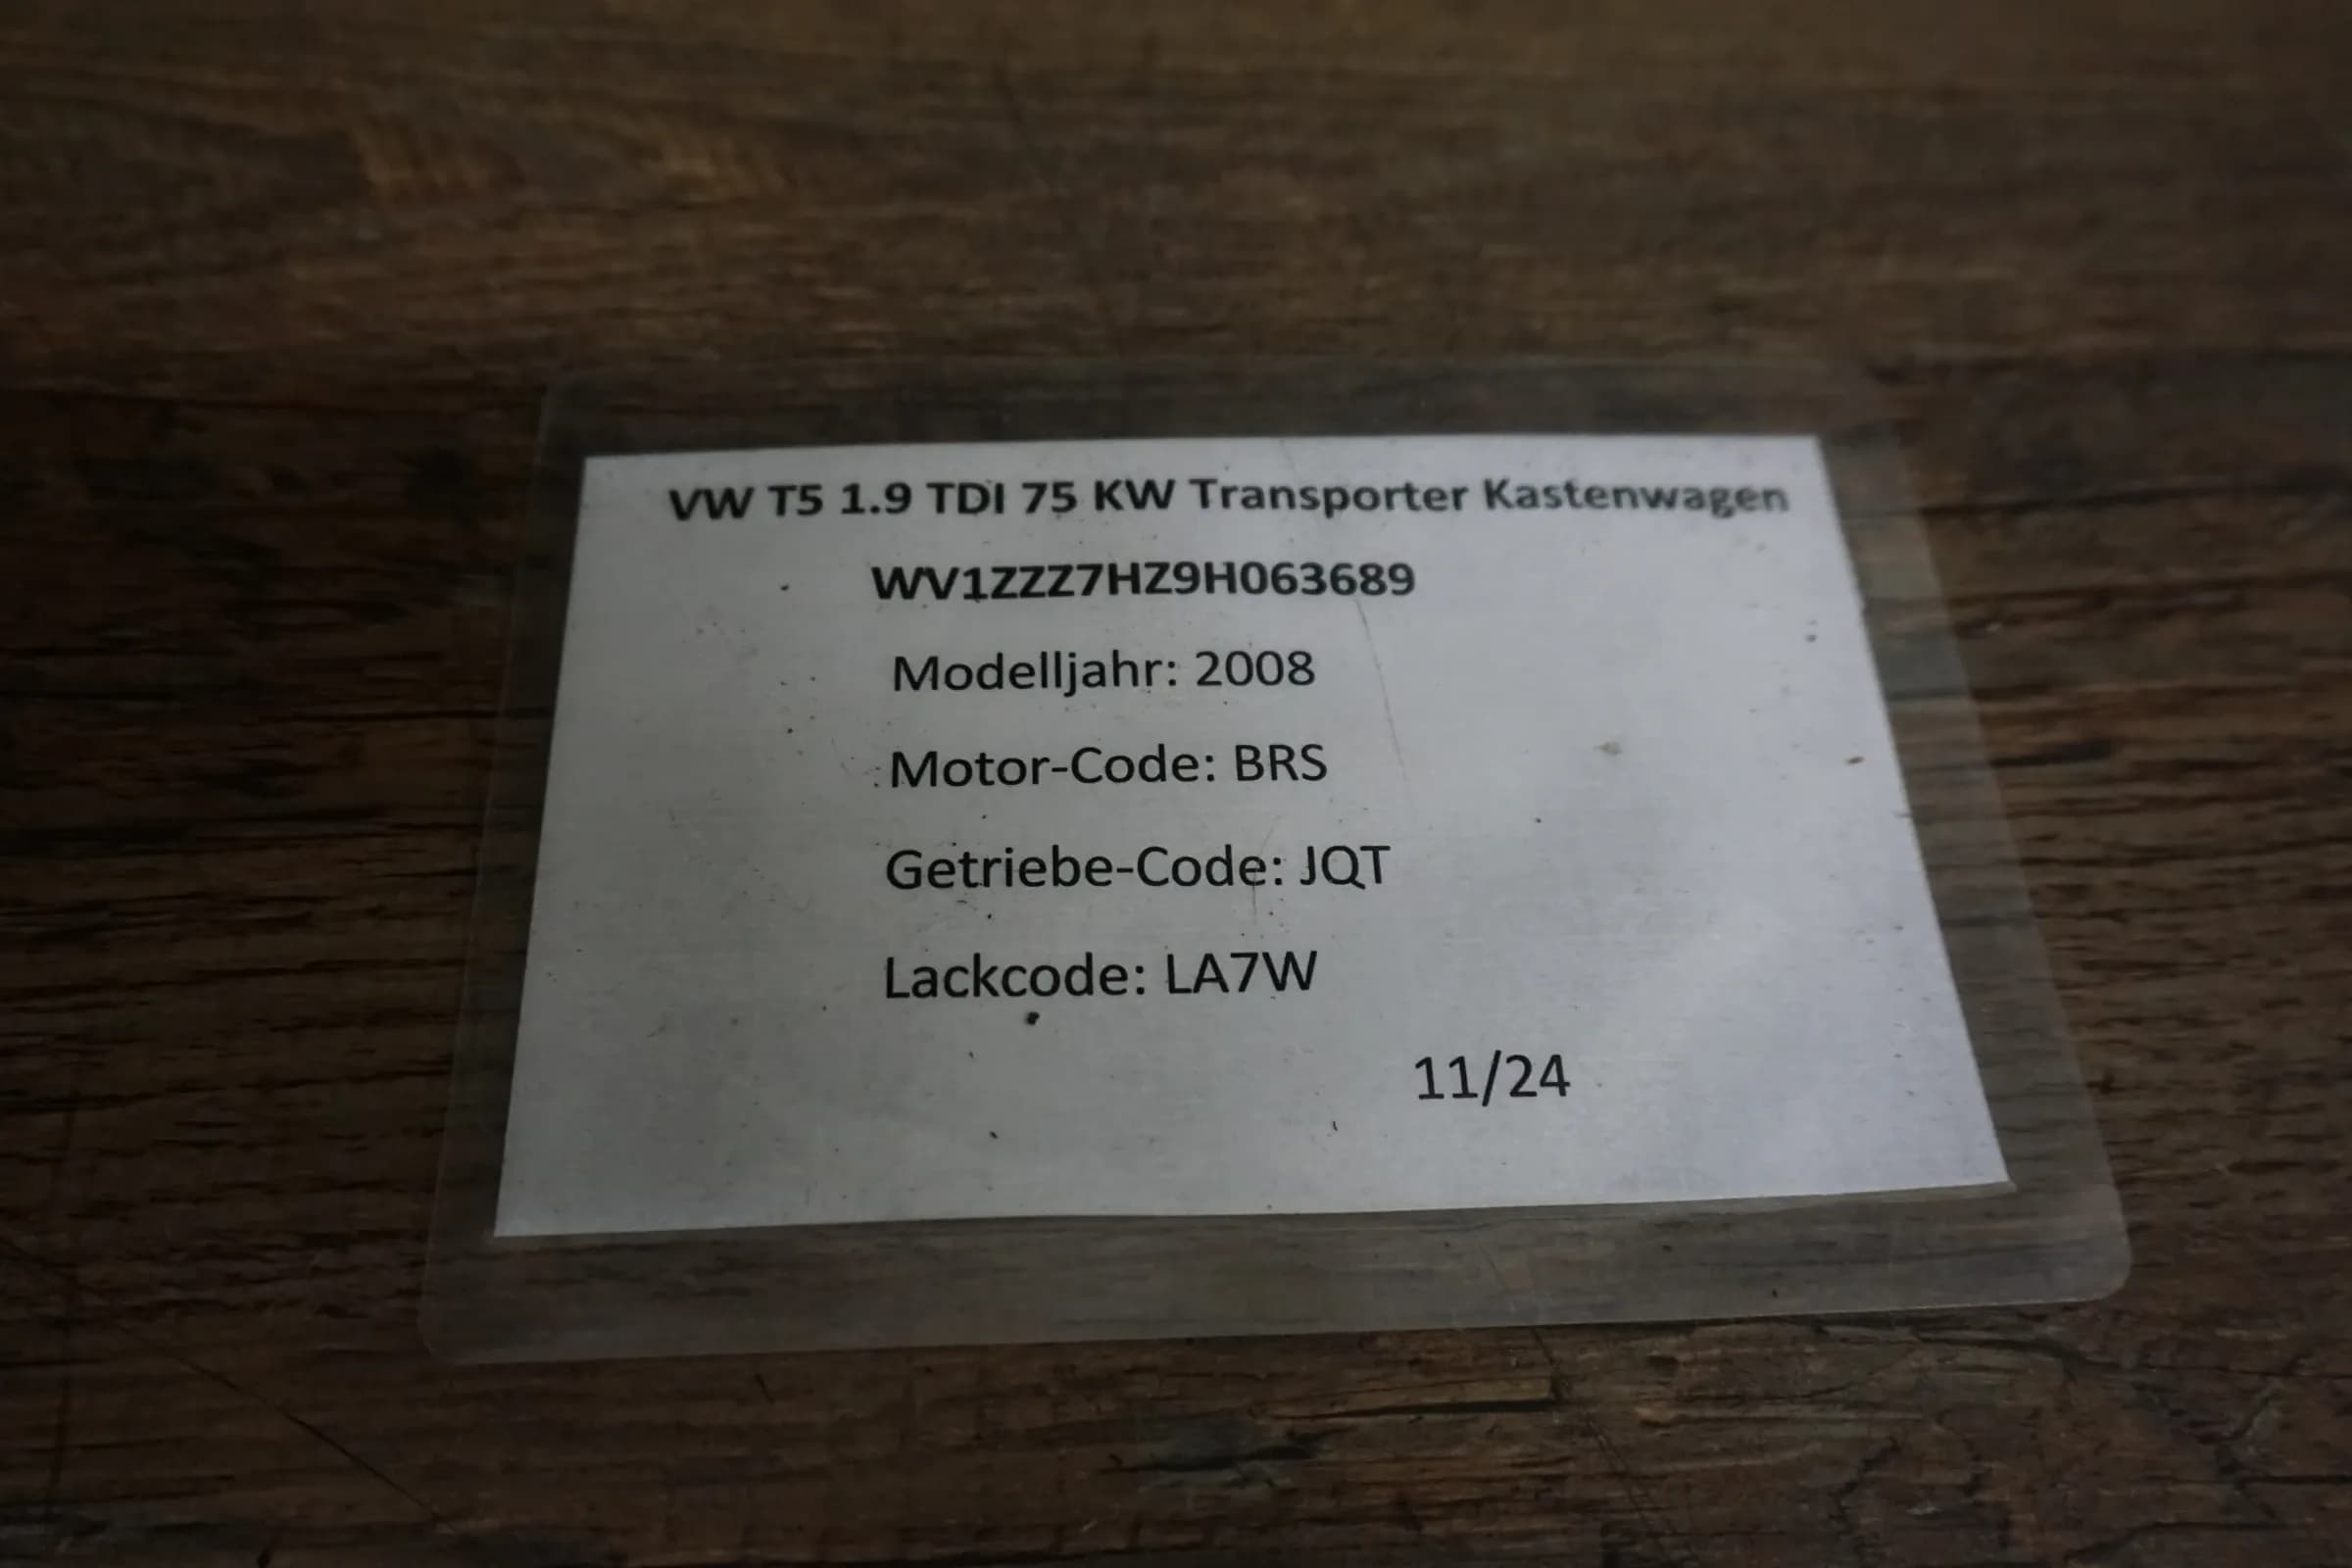 VW T5 1.9 TDI 75 KW Transporter Kastenwagen
WV1ZZZ7HZ9H063689
Modelljahr: 2008
Motor-Code: BRS
Getriebe-Code: JQT
Lackcode: LA7W
11/24